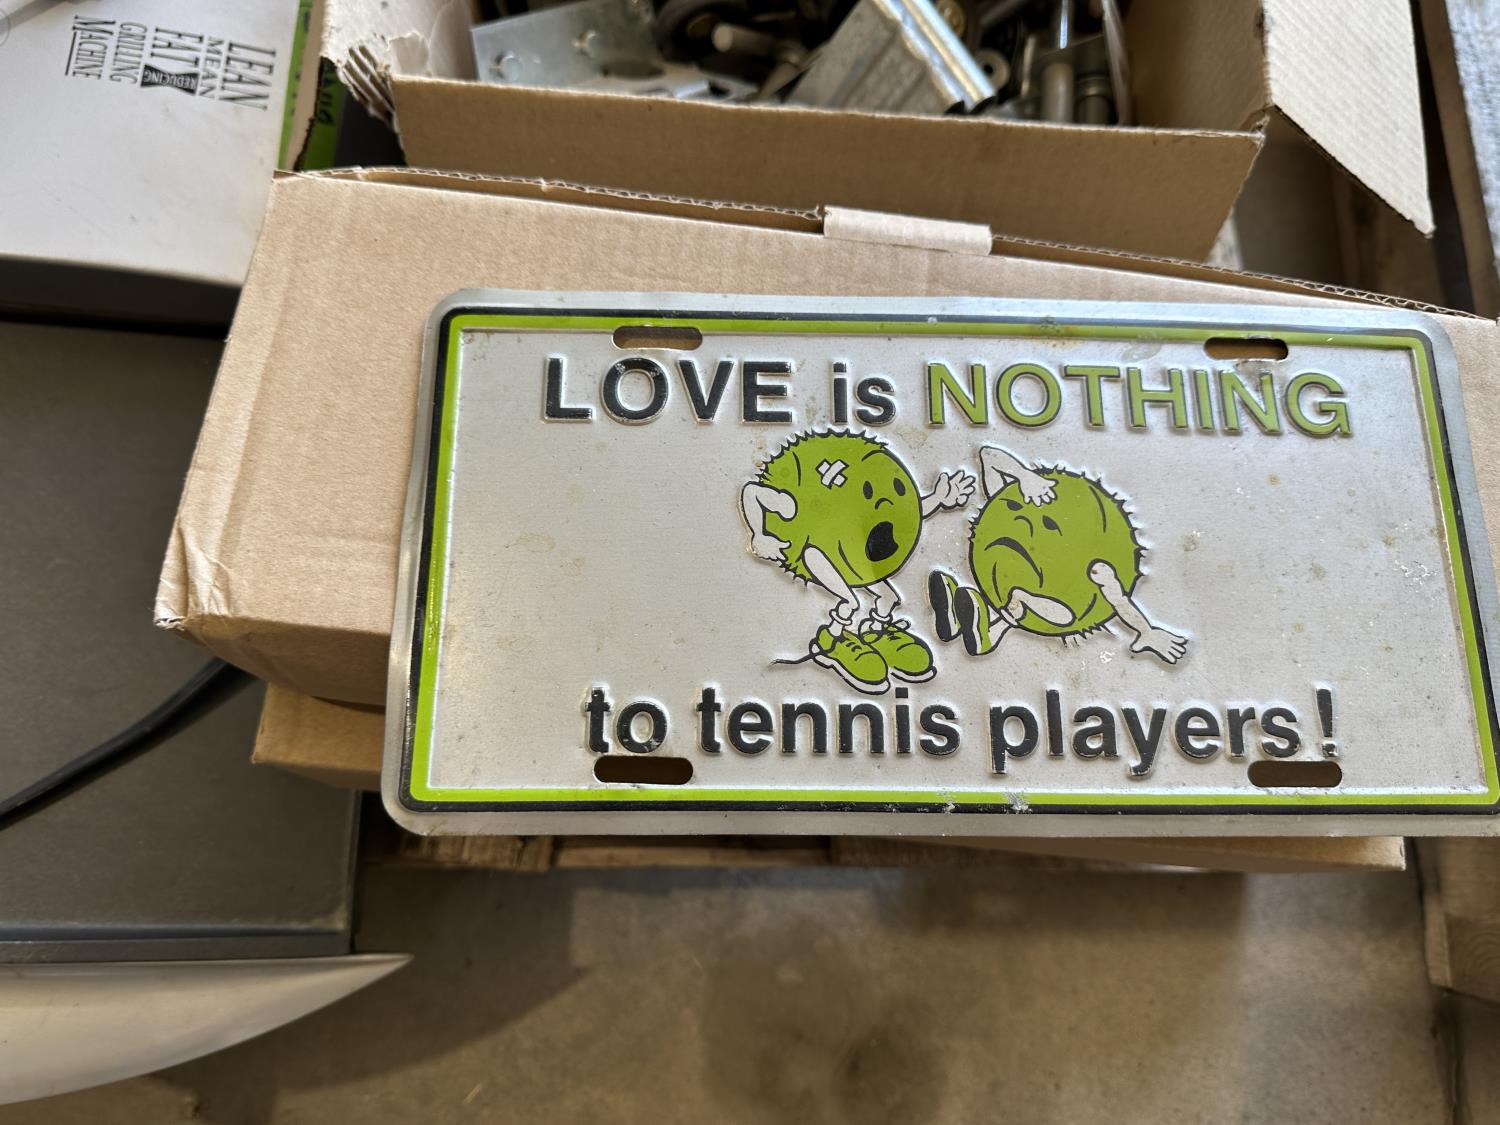 LEAN
MEAN
FAT
REDUCING
GRILLING
MACHINE
LOVE is NOTHING
to tennis players!